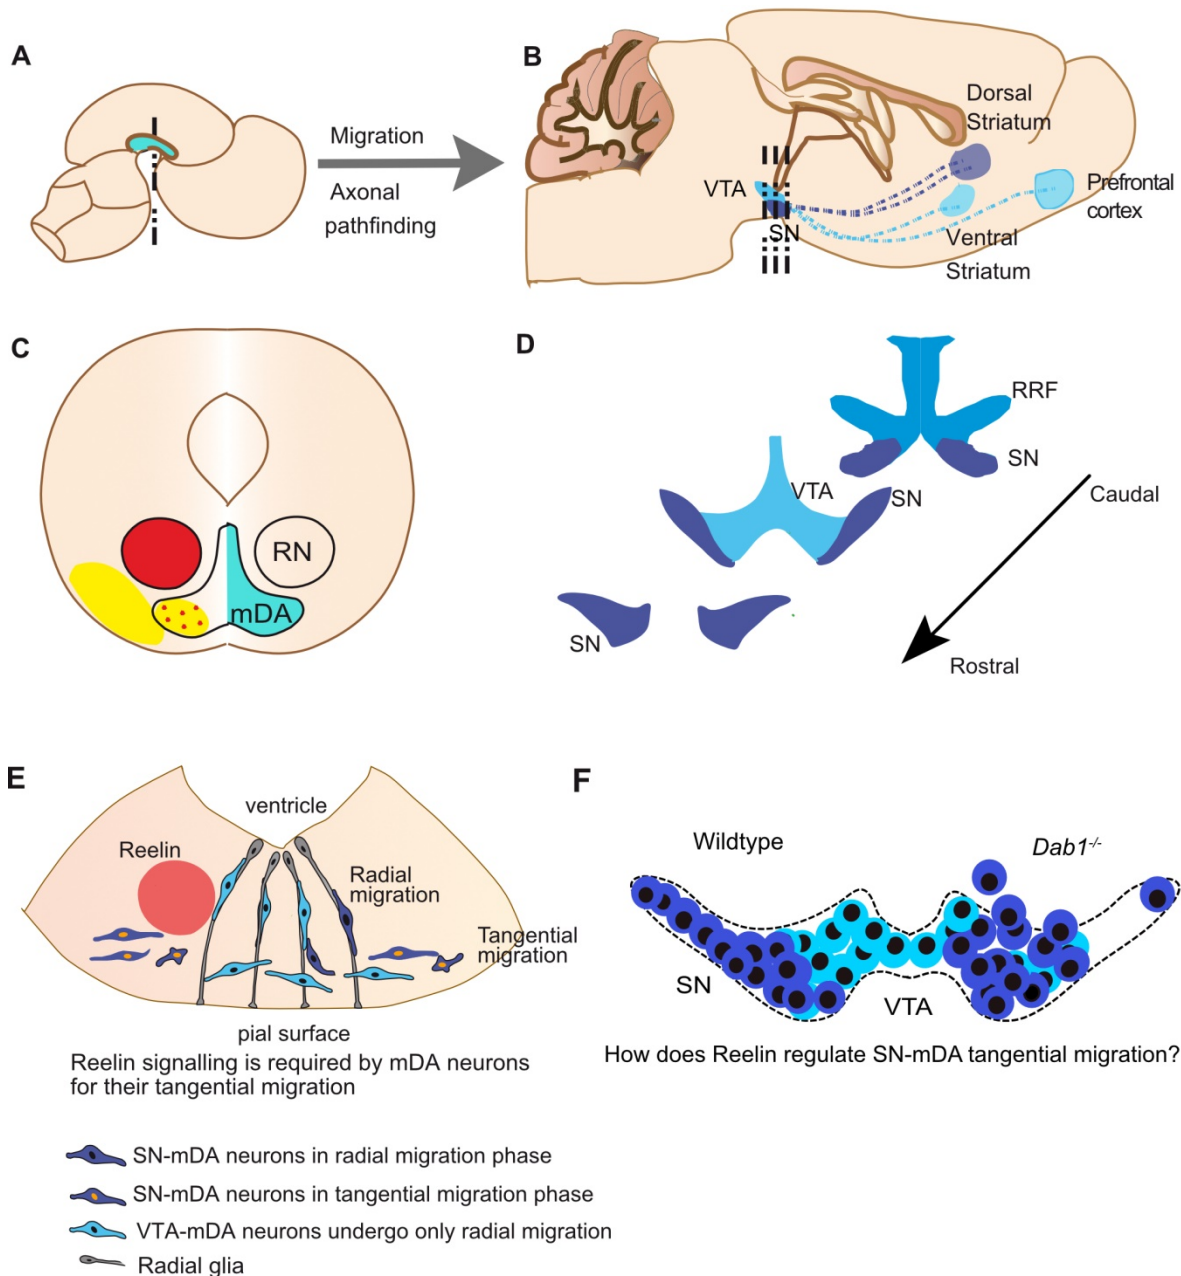 A
Migration
Axonal
pathfinding
B
Dorsal
Striatum
VTA
SN
Prefrontal
cortex
Ventral
Striatum
C
RN
mDA
D
RRF
SN
VTA
SN
Caudal
SN
Rostral
E
ventricle
Reelin
Radial
migration
Tangential
migration
pial surface
Reelin signalling is required by mDA neurons
for their tangential migration
F
Wildtype
Dab1-/-
SN
VTA
How does Reelin regulate SN-mDA tangential migration?
SN-mDA neurons in radial migration phase
SN-mDA neurons in tangential migration phase
VTA-mDA neurons undergo only radial migration
Radial glia